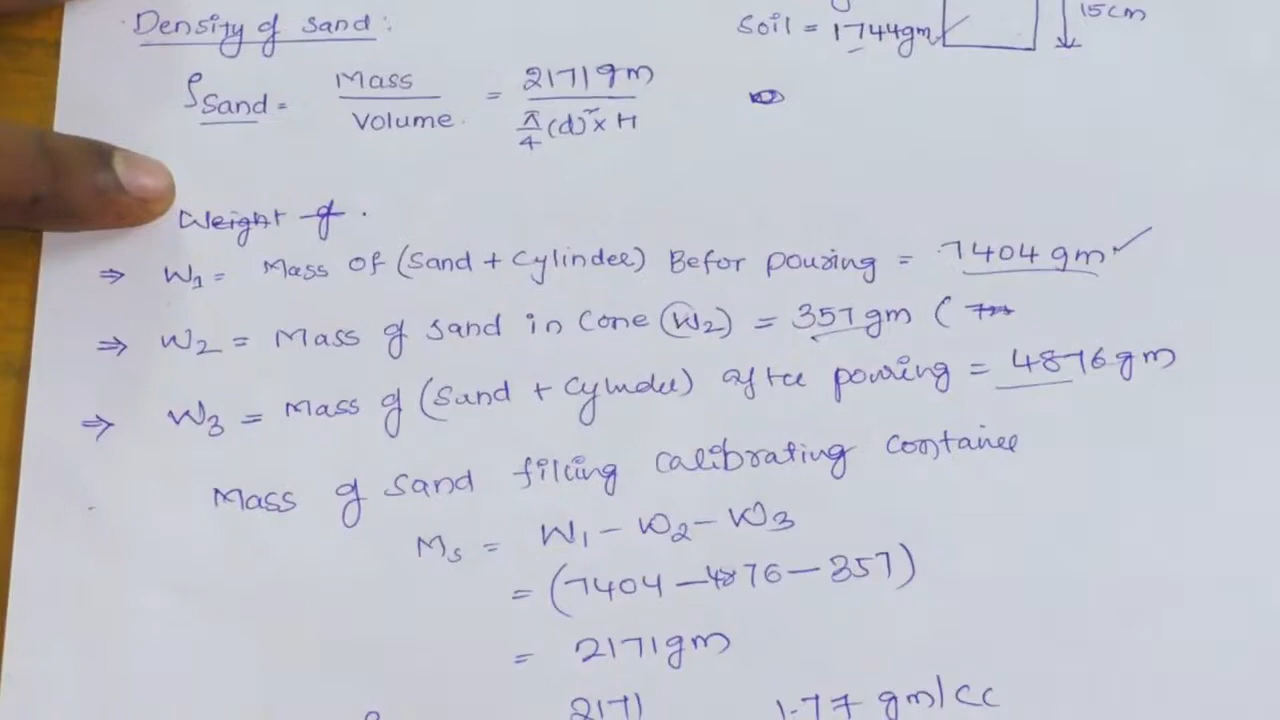 Density of Sand:
15cm
Soil = 1744gm
ρSand = Mass / Volume = 2171gm / π/4 (d)² × H
Weight of .
⇒ W1 = Mass of (Sand + Cylinder) Befor pouring = 7404 gm ✓
⇒ W2 = Mass of Sand in Cone (W2) = 357 gm (
⇒ W3 = Mass of (Sand + Cylinder) after pouring = 4876 gm
Mass of Sand filling calibrating container
Ms = W1 - W2 - W3
= (7404 - 4876 - 357)
= 2171gm
2171 1.77 gm/cc